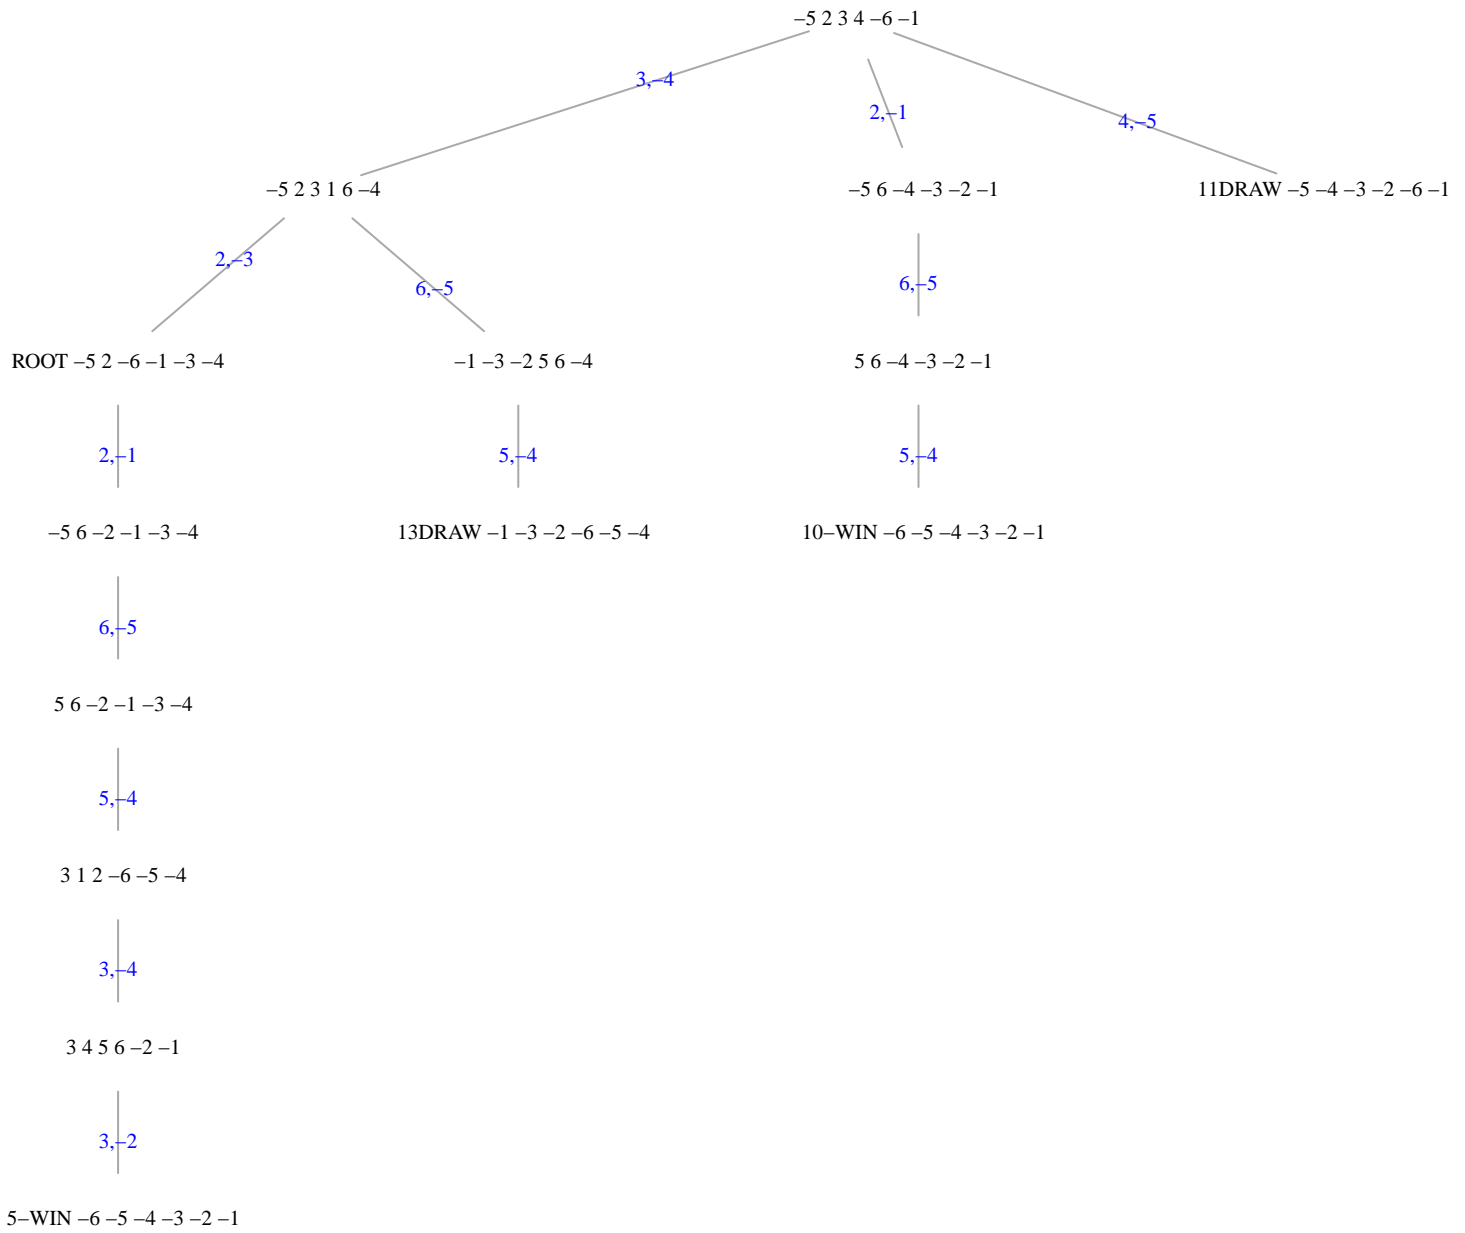 –5 2 3 4 –6 –1
3,–4
2,–1
4,–5
–5 2 3 1 6 –4
–5 6 –4 –3 –2 –1
11DRAW –5 –4 –3 –2 –6 –1
2,–3
6,–5
6,–5
ROOT –5 2 –6 –1 –3 –4
–1 –3 –2 5 6 –4
5 6 –4 –3 –2 –1
2,–1
5,–4
5,–4
–5 6 –2 –1 –3 –4
13DRAW –1 –3 –2 –6 –5 –4
10–WIN –6 –5 –4 –3 –2 –1
6,–5
5 6 –2 –1 –3 –4
5,–4
3 1 2 –6 –5 –4
3,–4
3 4 5 6 –2 –1
3,–2
5–WIN –6 –5 –4 –3 –2 –1